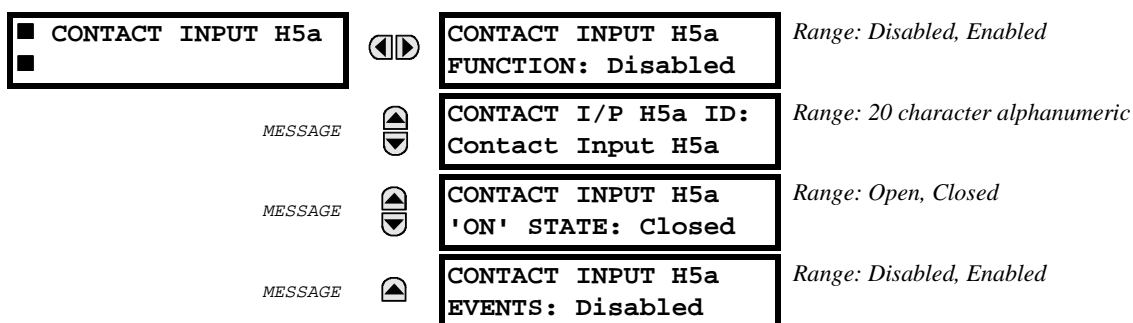 ■ CONTACT INPUT H5a
■
CONTACT INPUT H5a
FUNCTION: Disabled
Range: Disabled, Enabled
MESSAGE
CONTACT I/P H5a ID:
Contact Input H5a
Range: 20 character alphanumeric
MESSAGE
CONTACT INPUT H5a
'ON' STATE: Closed
Range: Open, Closed
MESSAGE
CONTACT INPUT H5a
EVENTS: Disabled
Range: Disabled, Enabled